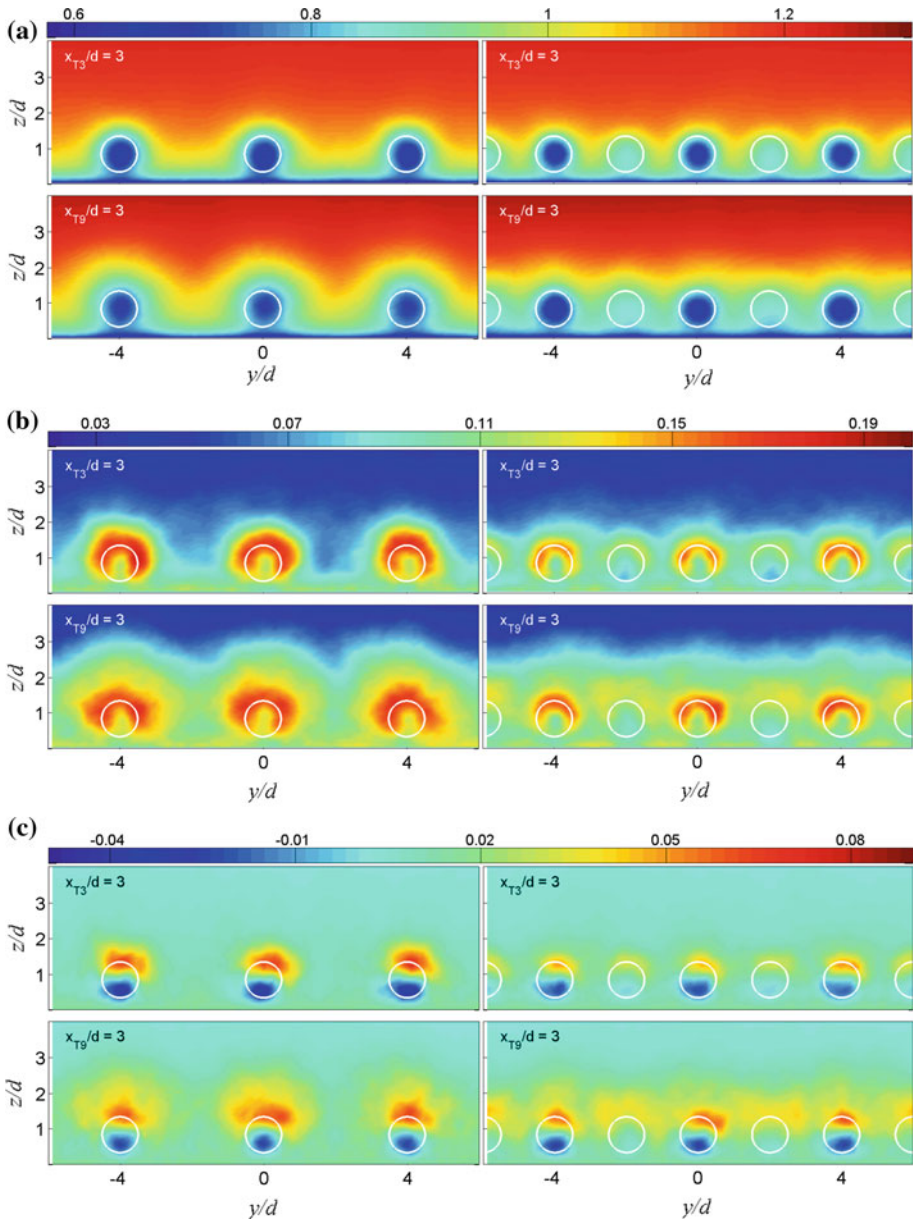 (a)
0.6 0.8 1 1.2
x_T3/d = 3
x_T3/d = 3
z/d
3
2
1
x_T9/d = 3
x_T9/d = 3
z/d
3
2
1
-4 0 4 -4 0 4
y/d y/d
(b)
0.03 0.07 0.11 0.15 0.19
x_T3/d = 3
x_T3/d = 3
z/d
3
2
1
x_T9/d = 3
x_T9/d = 3
z/d
3
2
1
-4 0 4 -4 0 4
y/d y/d
(c)
-0.04 -0.01 0.02 0.05 0.08
x_T3/d = 3
x_T3/d = 3
z/d
3
2
1
x_T9/d = 3
x_T9/d = 3
z/d
3
2
1
-4 0 4 -4 0 4
y/d y/d